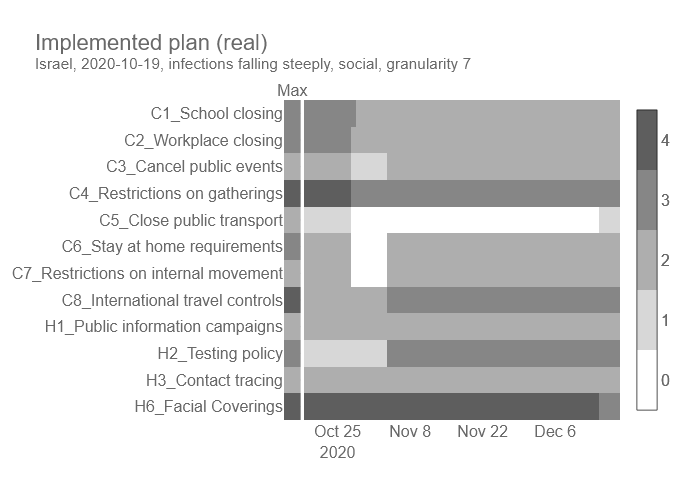 Implemented plan (real)
Israel, 2020-10-19, infections falling steeply, social, granularity 7
Max
C1_School closing
C2_Workplace closing
C3_Cancel public events
C4_Restrictions on gatherings
C5_Close public transport
C6_Stay at home requirements
C7_Restrictions on internal movement
C8_International travel controls
H1_Public information campaigns
H2_Testing policy
H3_Contact tracing
H6_Facial Coverings
Oct 25 Nov 8 Nov 22 Dec 6
2020
4
3
2
1
0